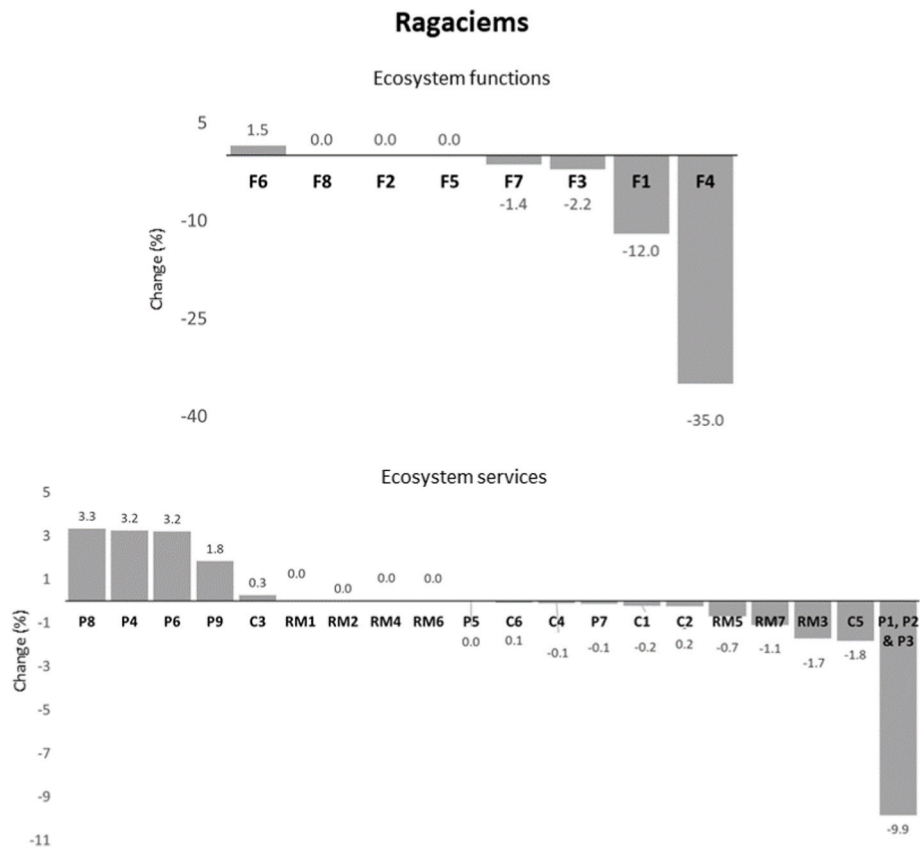 Ragaciems
Ecosystem functions
5
1.5
0.0
0.0
0.0
F6
F8
F2
F5
F7
F3
F1
F4
-1.4
-2.2
-10
-12.0
Change (%)
-25
-40
-35.0
Ecosystem services
5
3.3
3.2
3.2
3
1.8
0.3
0.0
0.0
0.0
0.0
1
-1
P8
P4
P6
P9
C3
RM1
RM2
RM4
RM6
P5
C6
C4
P7
C1
C2
RM5
RM7
RM3
C5
P1, P2
& P3
0.0
0.1
-0.1
-0.1
-0.2
0.2
-0.7
-1.1
-1.7
-1.8
Change (%)
-3
-5
-7
-9
-9.9
-11